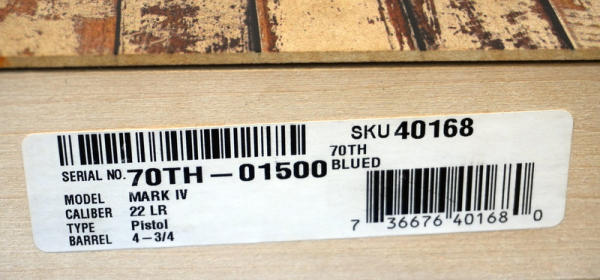 SKU 40168
SERIAL NO. 70TH-01500 70TH
BLUED
MODEL MARK IV
CALIBER 22 LR
TYPE Pistol
BARREL 4-3/4
7 36676 40168 0